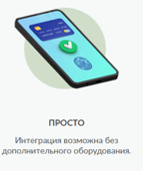 ПРОСТО
Интеграция возможна без
дополнительного оборудования.